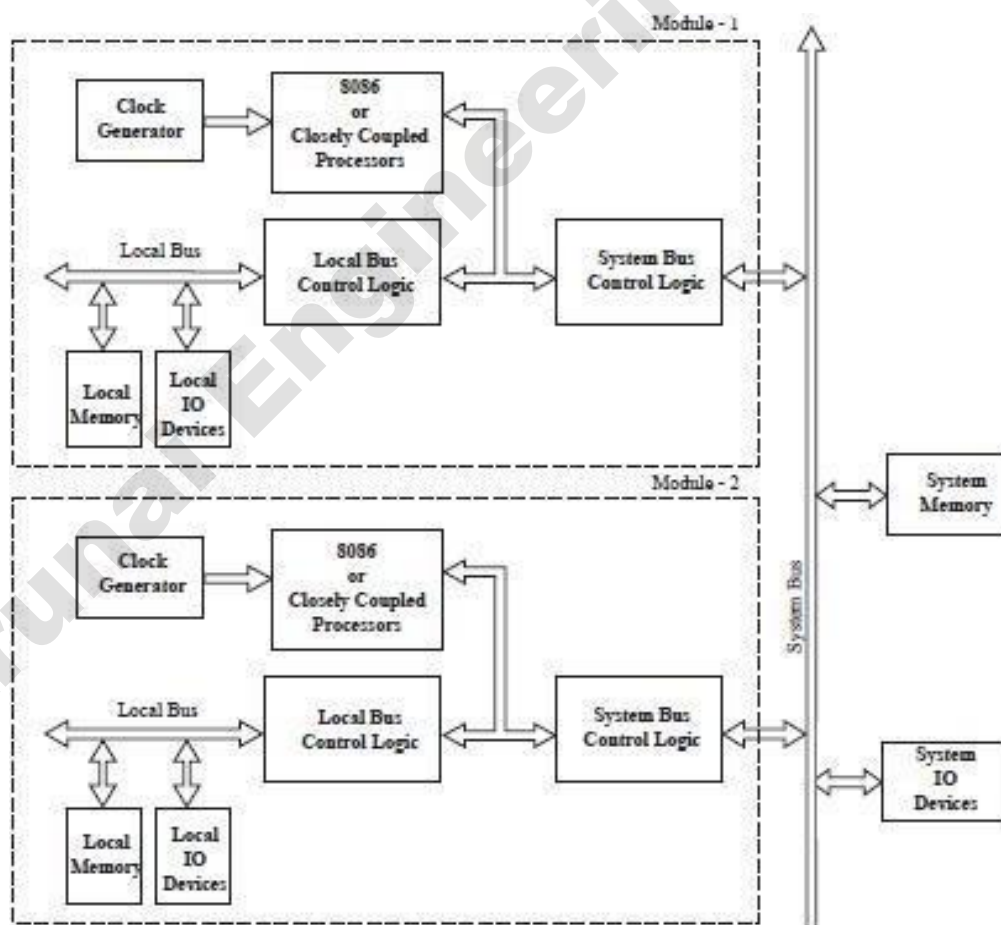 Module - 1
Clock
Generator
8086
or
Closely Coupled
Processors
Local Bus
Local Bus
Control Logic
System Bus
Control Logic
Local
Memory
Local
IO
Devices
Module - 2
System
Memory
Clock
Generator
8086
or
Closely Coupled
Processors
System Bus
Local Bus
Local Bus
Control Logic
System Bus
Control Logic
System
IO
Devices
Local
Memory
Local
IO
Devices